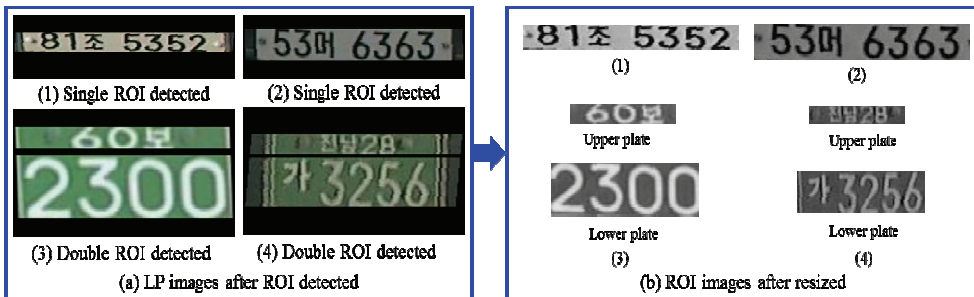 81조 5352
53머 6363
(1) Single ROI detected
(2) Single ROI detected
60보
2300
전남28
가 3256
(3) Double ROI detected
(4) Double ROI detected
(a) LP images after ROI detected
81조 5352
(1)
53머 6363
(2)
60보
Upper plate
전남28
Upper plate
2300
Lower plate
(3)
가 3256
Lower plate
(4)
(b) ROI images after resized